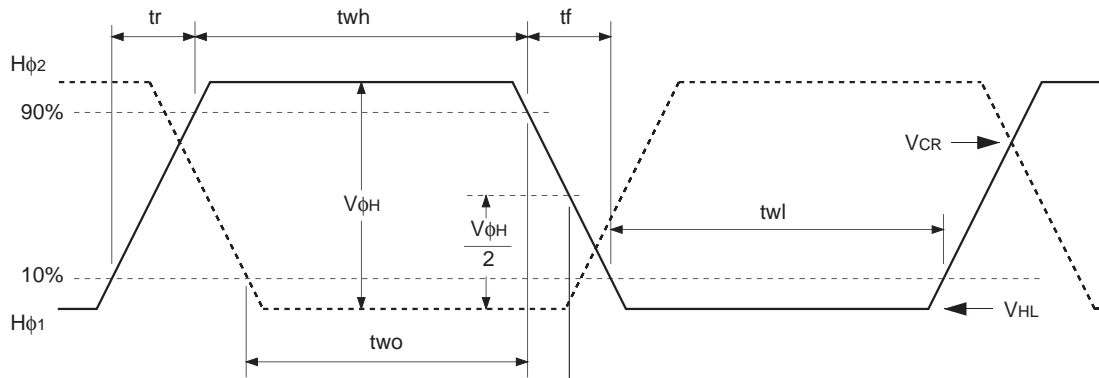 tr
twh
tf
Hϕ2
90%
VCR
VϕH
VϕH
2
twl
10%
Hϕ1
VHL
two